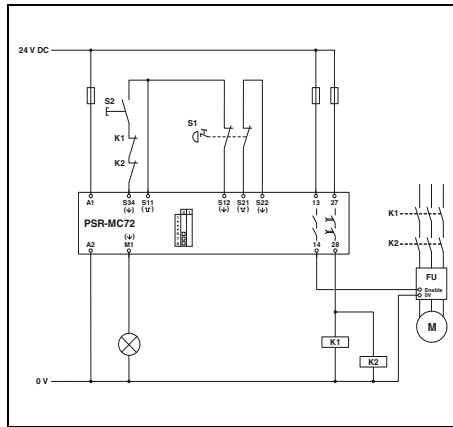 24 V DC
S2
S1
K1
K2
A1
S34
S11
S12
S21
S22
13
27
PSR-MC72
A2
M1
14
28
K1
K2
FU
Enable
0V
M
K1
K2
0 V